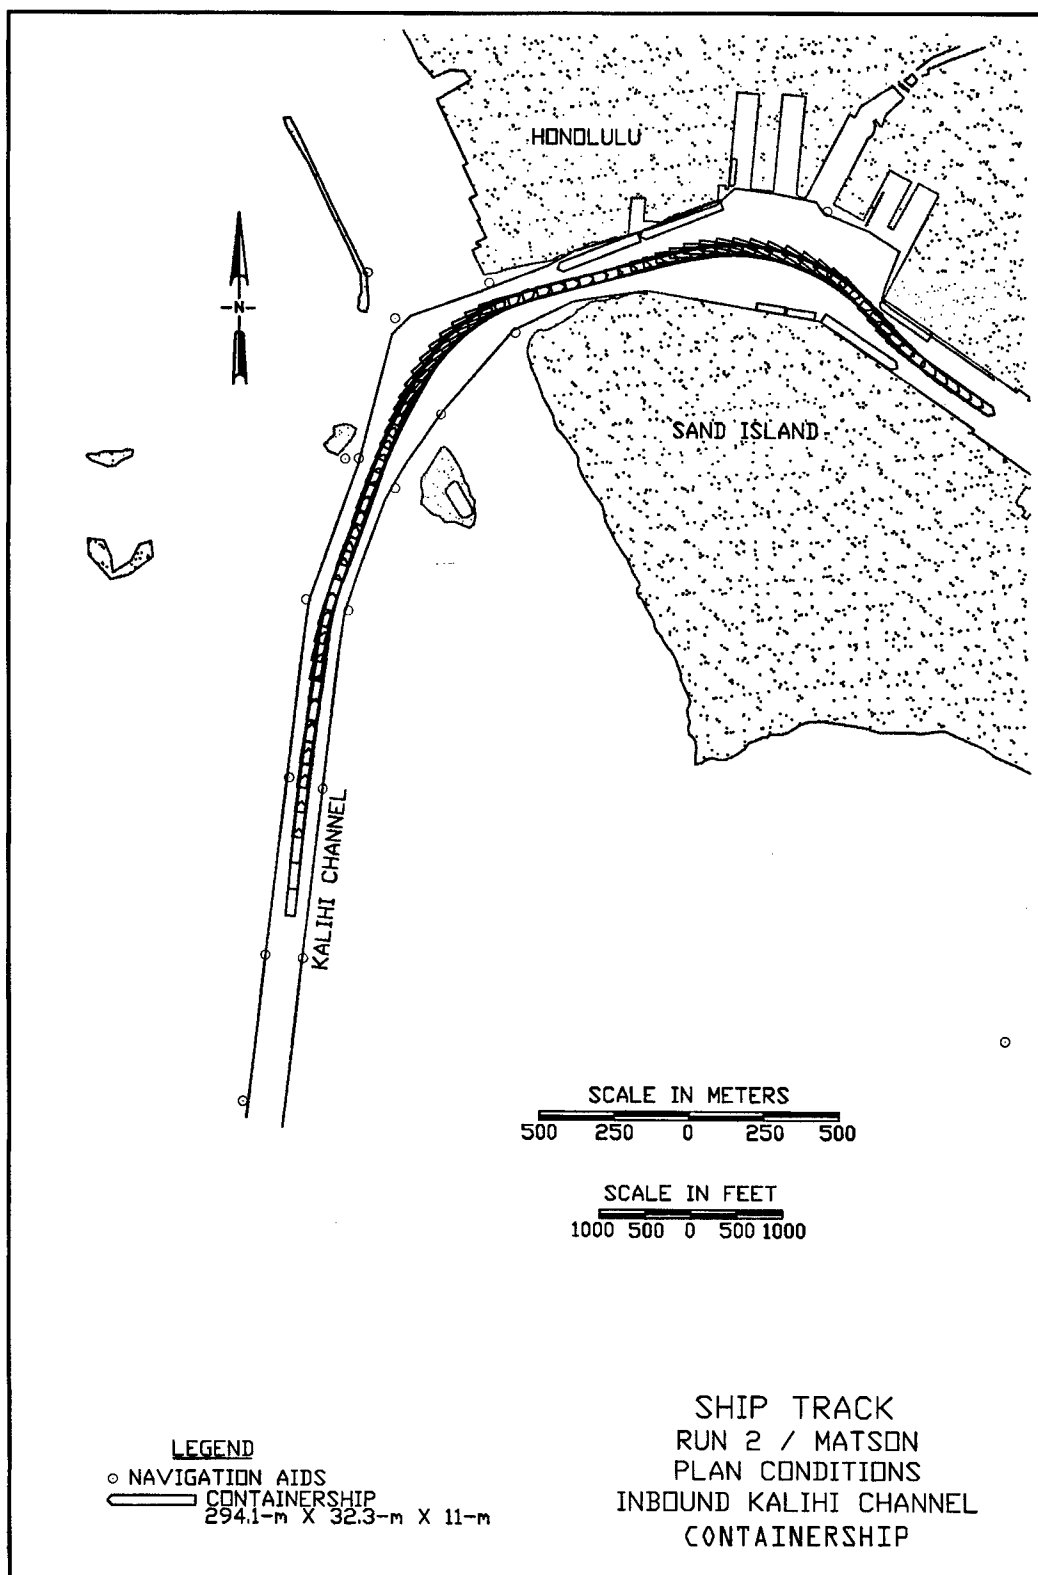 HONOLULU
-N-
SAND ISLAND
KALIHI CHANNEL
SCALE IN METERS
500 250 0 250 500
SCALE IN FEET
1000 500 0 500 1000
SHIP TRACK
RUN 2 / MATSON
PLAN CONDITIONS
INBOUND KALIHI CHANNEL
CONTAINERSHIP
LEGEND
NAVIGATION AIDS
CONTAINERSHIP
294.1-m X 32.3-m X 11-m